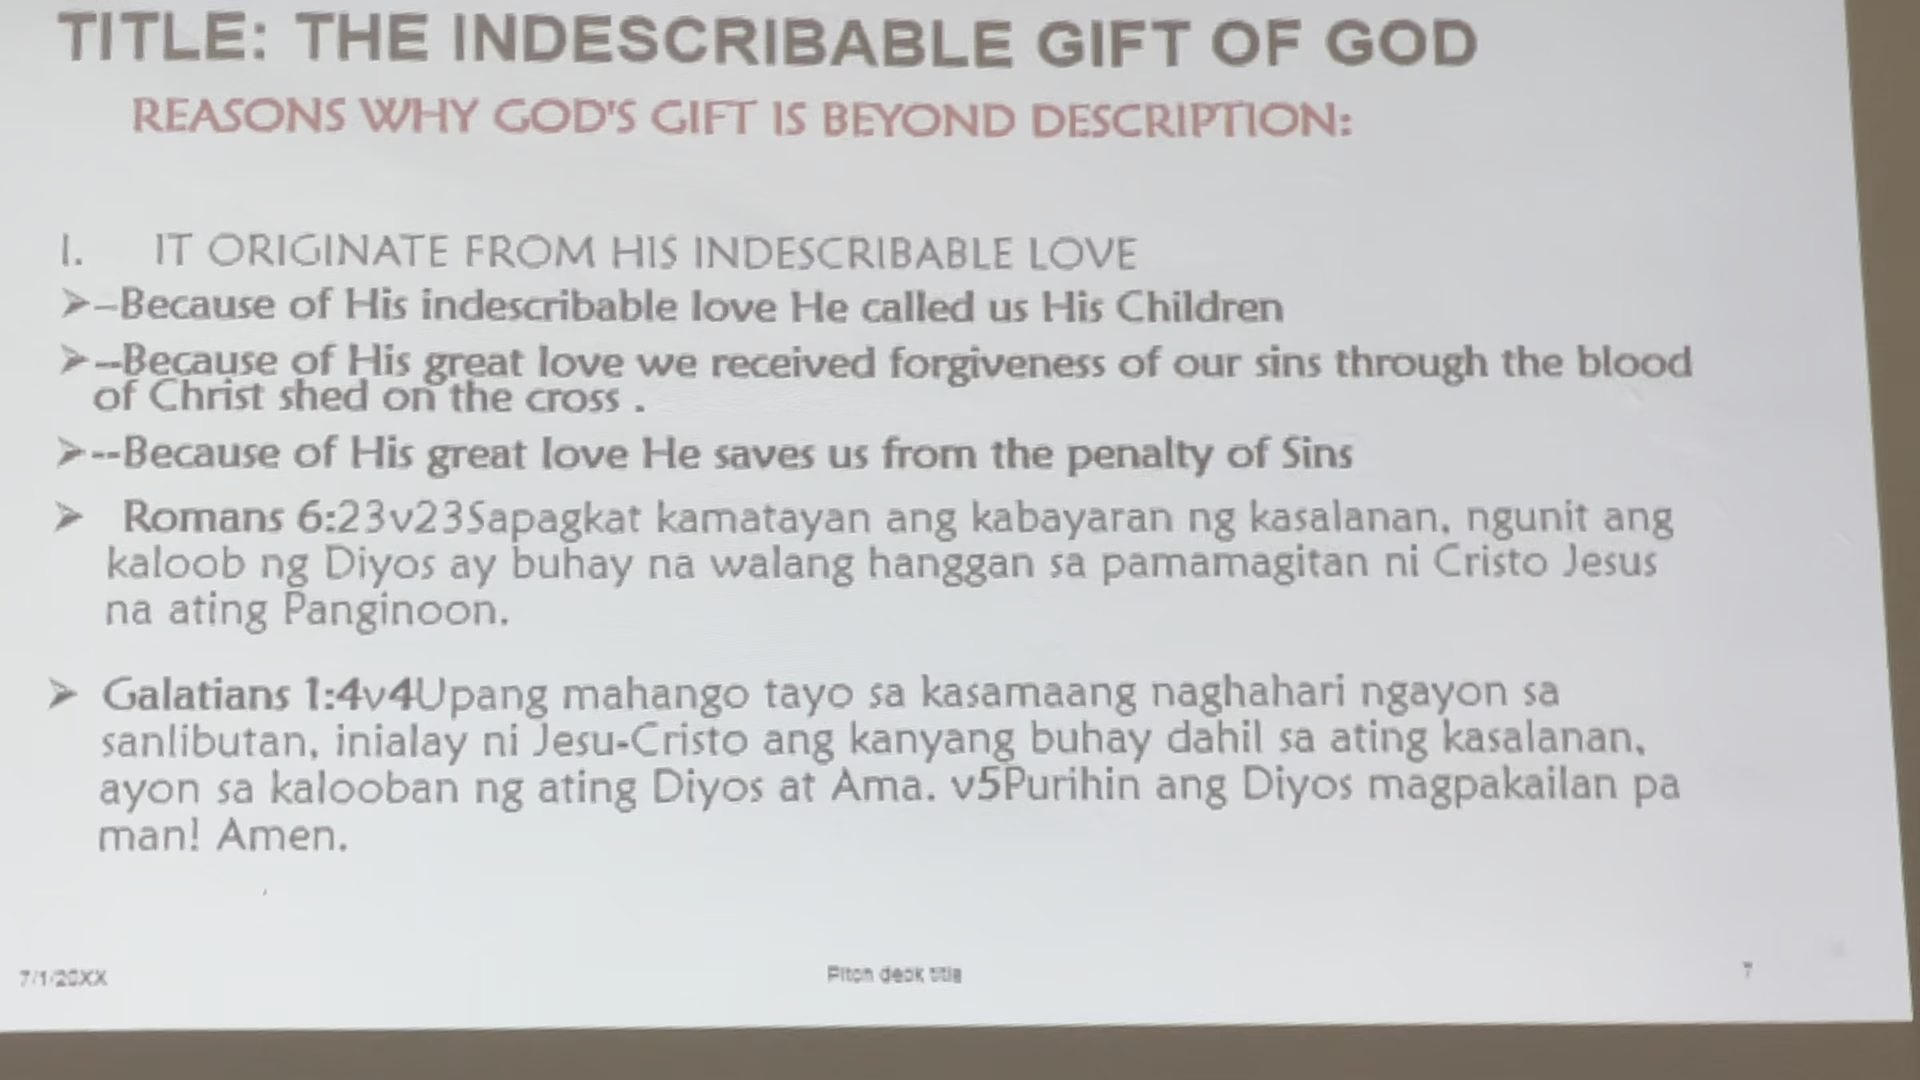 TITLE: THE INDESCRIBABLE GIFT OF GOD
REASONS WHY GOD'S GIFT IS BEYOND DESCRIPTION:
I. IT ORIGINATE FROM HIS INDESCRIBABLE LOVE
➢–Because of His indescribable love He called us His Children
➢–Because of His great love we received forgiveness of our sins through the blood
of Christ shed on the cross .
➢--Because of His great love He saves us from the penalty of Sins
➢ Romans 6:23v23Sapagkat kamatayan ang kabayaran ng kasalanan, ngunit ang
kaloob ng Diyos ay buhay na walang hanggan sa pamamagitan ni Cristo Jesus
na ating Panginoon.
➢ Galatians 1:4v4Upang mahango tayo sa kasamaang naghahari ngayon sa
sanlibutan, inialay ni Jesu-Cristo ang kanyang buhay dahil sa ating kasalanan,
ayon sa kalooban ng ating Diyos at Ama. v5Purihin ang Diyos magpakailan pa
man! Amen.
7/1/20XX Pitch deck title 7